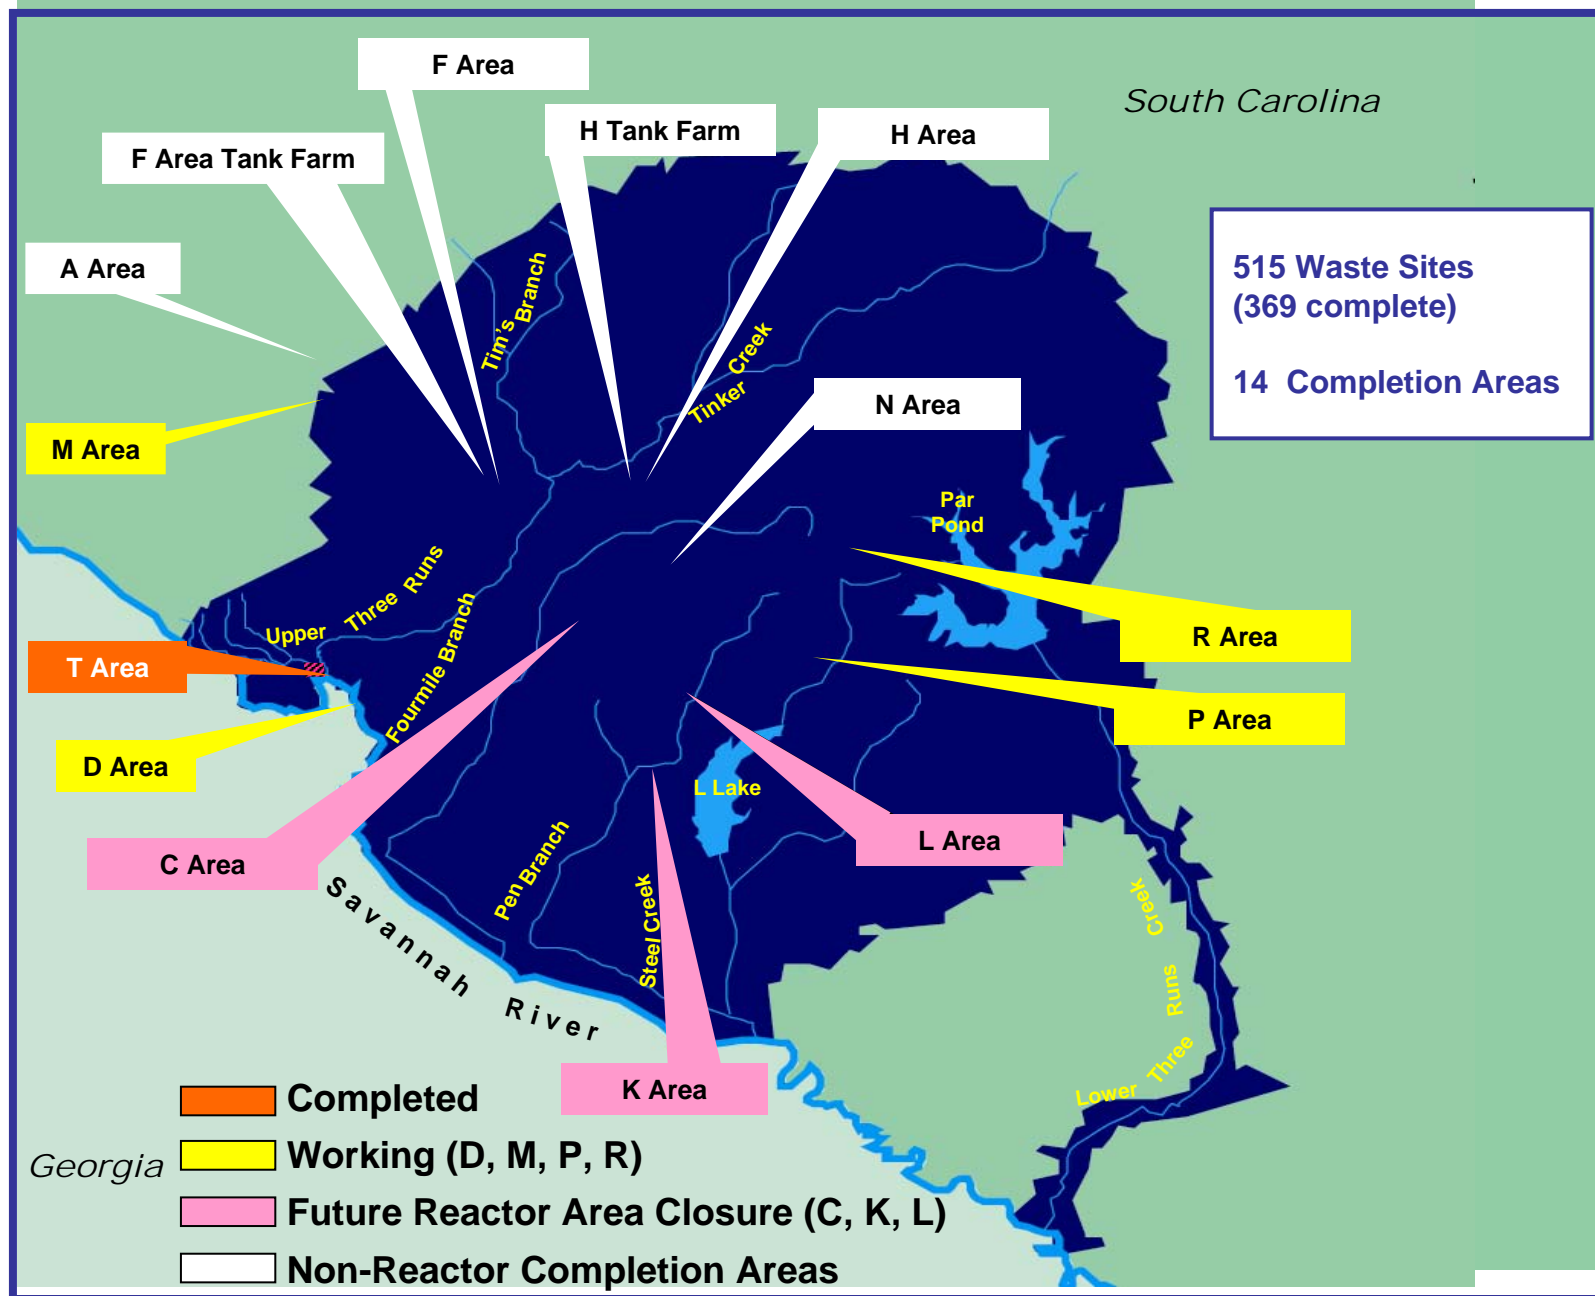 F Area
South Carolina
H Tank Farm
H Area
F Area Tank Farm
A Area
515 Waste Sites
(369 complete)
14 Completion Areas
Tim's Branch
Tinker Creek
N Area
M Area
Par
Pond
Upper Three Runs
Fourmile Branch
R Area
T Area
P Area
D Area
L Lake
L Area
C Area
Pen Branch
Steel Creek
Savannah River
Lower Three Runs Creek
K Area
Georgia
Completed
Working (D, M, P, R)
Future Reactor Area Closure (C, K, L)
Non-Reactor Completion Areas